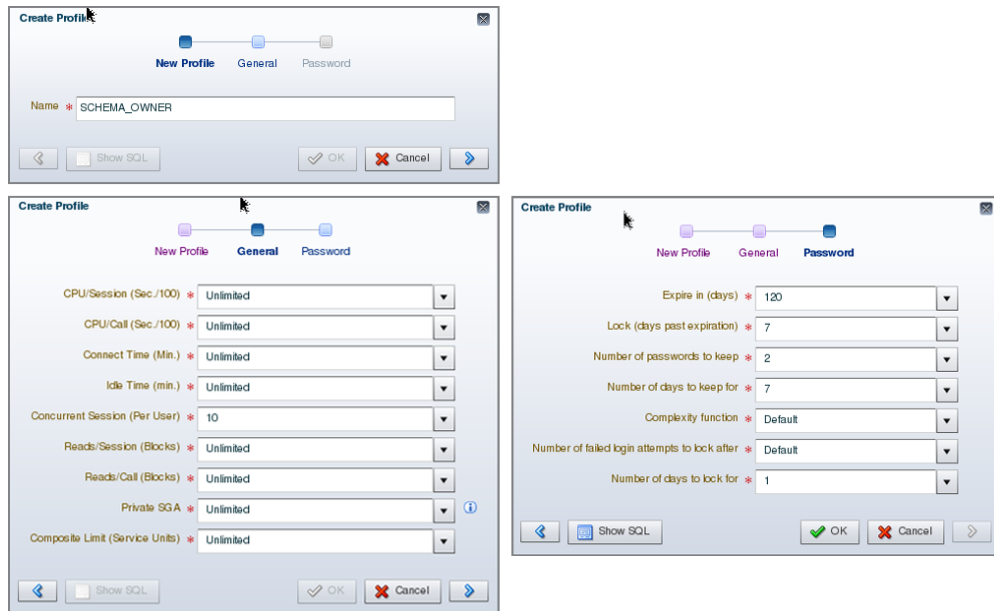 Create Profile
New Profile General Password
Name * SCHEMA_OWNER
Show SQL OK Cancel
Create Profile
New Profile General Password
CPU/Session (Sec./100) * Unlimited
CPU/Call (Sec./100) * Unlimited
Connect Time (Min.) * Unlimited
Idle Time (min.) * Unlimited
Concurrent Session (Per User) * 10
Reads/Session (Blocks) * Unlimited
Reads/Call (Blocks) * Unlimited
Private SGA * Unlimited
Composite Limit (Service Units) * Unlimited
Show SQL OK Cancel
Create Profile
New Profile General Password
Expire in (days) * 120
Lock (days past expiration) * 7
Number of passwords to keep * 2
Number of days to keep for * 7
Complexity function * Default
Number of failed login attempts to lock after * Default
Number of days to lock for * 1
Show SQL OK Cancel